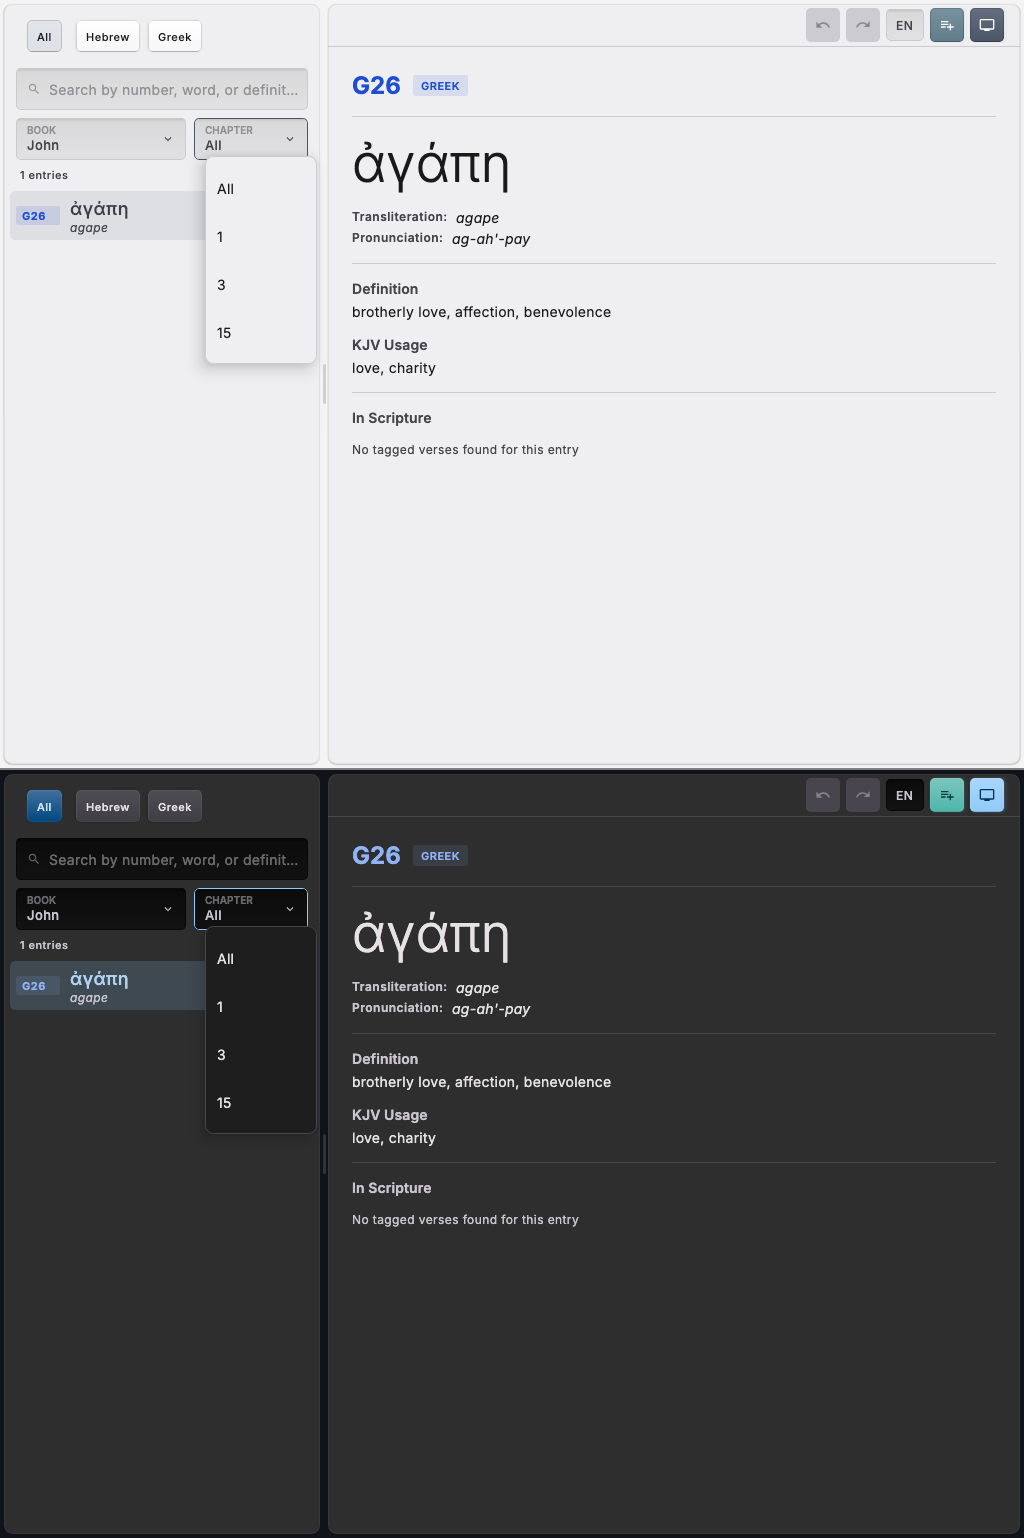 All Hebrew Greek
Search by number, word, or definit...
BOOK
John
CHAPTER
All
1 entries
G26
ἀγάπη
agape
All
1
3
15
EN
G26 GREEK
ἀγάπη
Transliteration: agape
Pronunciation: ag-ah'-pay
Definition
brotherly love, affection, benevolence
KJV Usage
love, charity
In Scripture
No tagged verses found for this entry
All Hebrew Greek
Search by number, word, or definit...
BOOK
John
CHAPTER
All
1 entries
G26
ἀγάπη
agape
All
1
3
15
EN
G26 GREEK
ἀγάπη
Transliteration: agape
Pronunciation: ag-ah'-pay
Definition
brotherly love, affection, benevolence
KJV Usage
love, charity
In Scripture
No tagged verses found for this entry